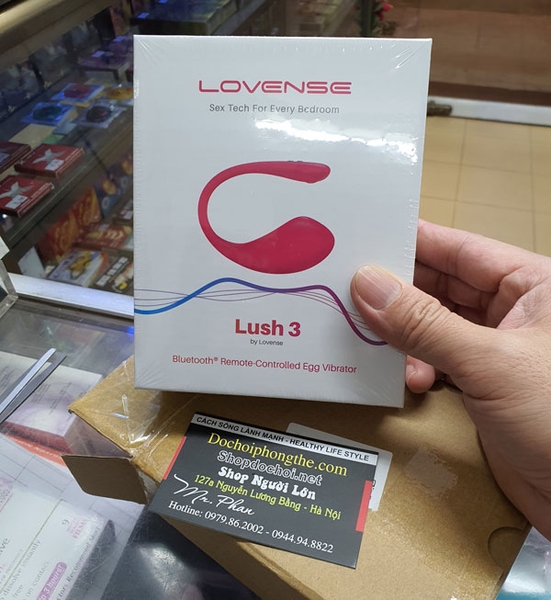 LOVENSE
Sex Tech For Every Bedroom
Lush 3
by Lovense
Bluetooth® Remote-Controlled Egg Vibrator
CÁCH SỐNG LÀNH MẠNH - HEALTHY LIFE STYLE
Dochoiphongthe.com
Shopdochoi.net
Shop Người Lớn
127a Nguyễn Lương Bằng - Hà Nội
Mr. Phan
Hotline: 0979.86.2002 - 0944.94.8822